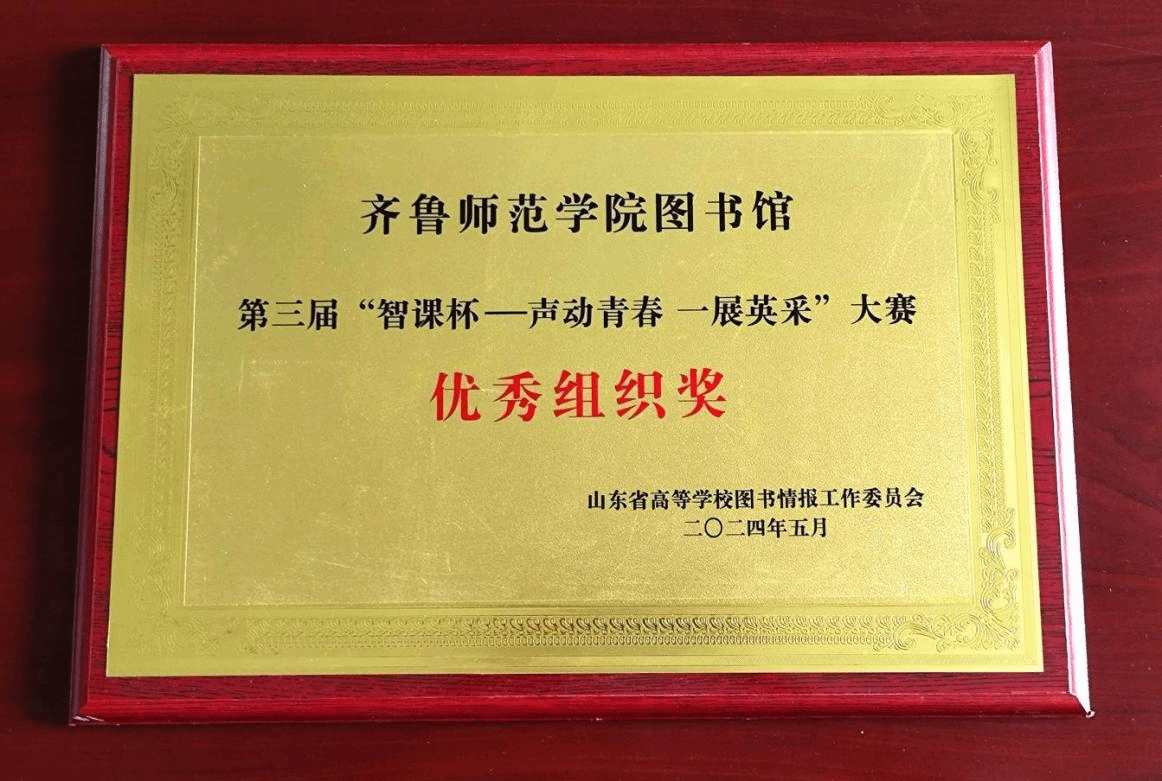 齐鲁师范学院图书馆
第三届“智课杯—声动青春 一展英采”大赛
优秀组织奖
山东省高等学校图书情报工作委员会
二〇二四年五月